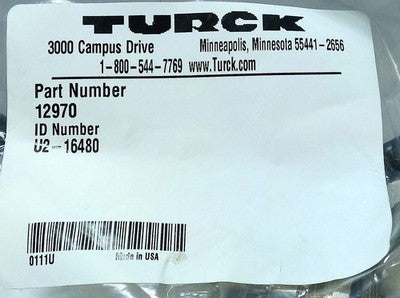 TURCK
3000 Campus Drive Minneapolis, Minnesota 55441-2656
1-800-544-7769 www.Turck.com
Part Number
12970
ID Number
U2-16480
0111U Made in USA